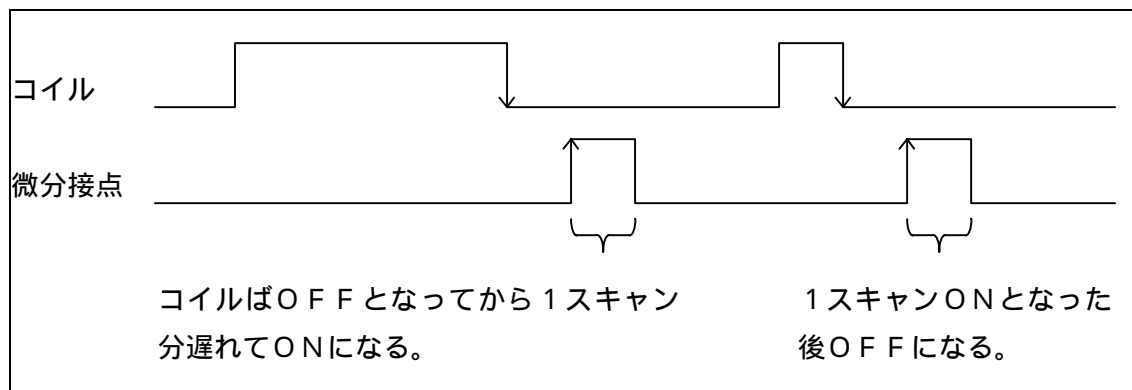 コイル
微分接点
コイルばＯＦＦとなってから１スキャン
分遅れてＯＮになる。
１スキャンＯＮとなった
後ＯＦＦになる。